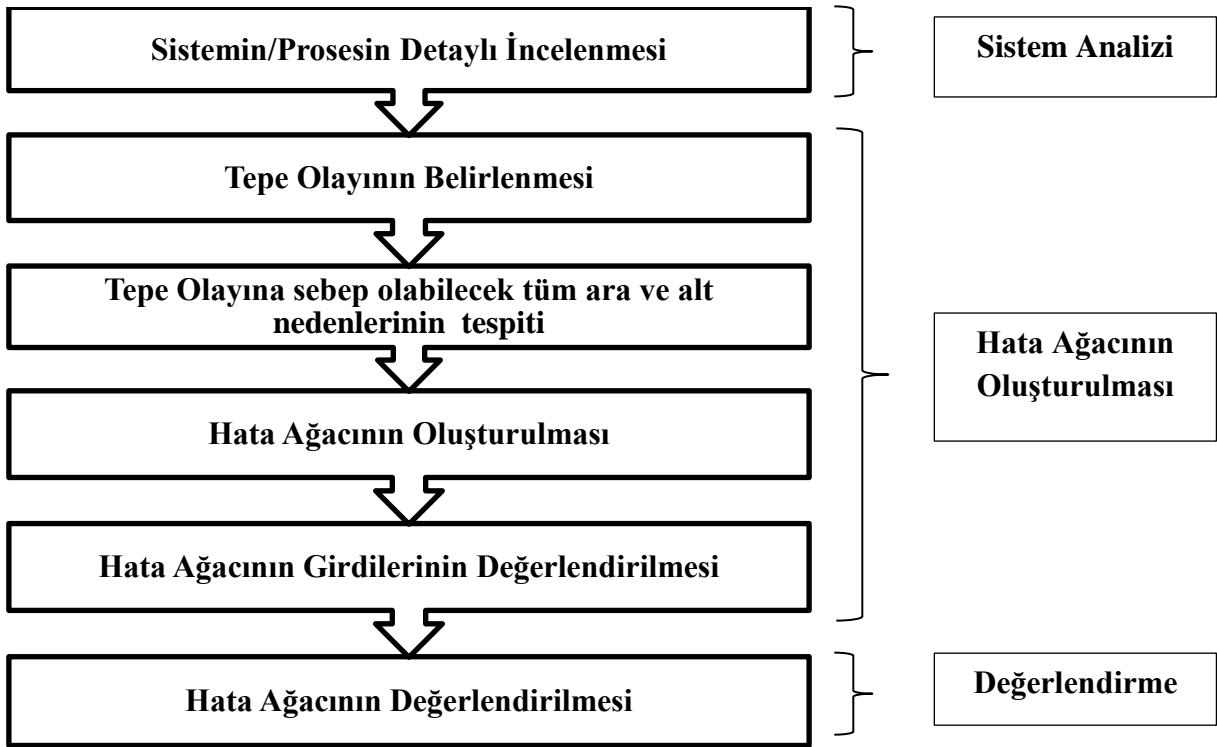 Sistemin/Prosesin Detaylı İncelenmesi
Sistem Analizi
Tepe Olayının Belirlenmesi
Tepe Olayına sebep olabilecek tüm ara ve alt
nedenlerinin tespiti
Hata Ağacının Oluşturulması
Hata Ağacının Girdilerinin Değerlendirilmesi
Hata Ağacının
Oluşturulması
Hata Ağacının Değerlendirilmesi
Değerlendirme